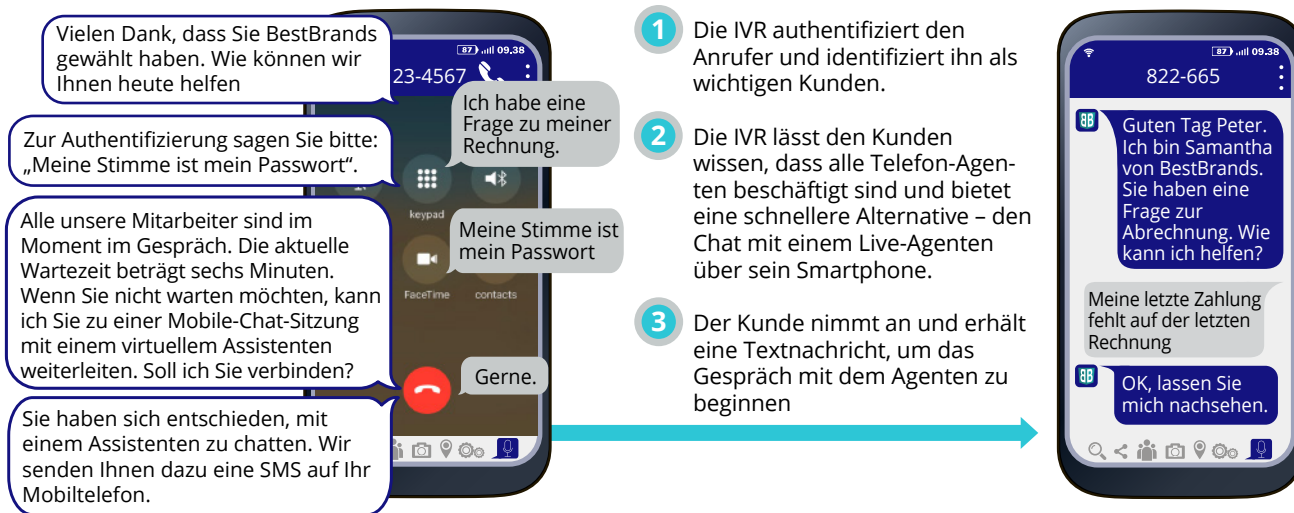 Vielen Dank, dass Sie BestBrands
gewählt haben. Wie können wir
Ihnen heute helfen
87 09.38
23-4567
Ich habe eine
Frage zu meiner
Rechnung.
Zur Authentifizierung sagen Sie bitte:
„Meine Stimme ist mein Passwort“.
keypad
Meine Stimme ist
mein Passwort
Alle unsere Mitarbeiter sind im
Moment im Gespräch. Die aktuelle
Wartezeit beträgt sechs Minuten.
Wenn Sie nicht warten möchten, kann
ich Sie zu einer Mobile-Chat-Sitzung
mit einem virtuellem Assistenten
weiterleiten. Soll ich Sie verbinden?
FaceTime contacts
Gerne.
Sie haben sich entschieden, mit
einem Assistenten zu chatten. Wir
senden Ihnen dazu eine SMS auf Ihr
Mobiltelefon.
1
Die IVR authentifiziert den
Anrufer und identifiziert ihn als
wichtigen Kunden.
2
Die IVR lässt den Kunden
wissen, dass alle Telefon-Agen-
ten beschäftigt sind und bietet
eine schnellere Alternative – den
Chat mit einem Live-Agenten
über sein Smartphone.
3
Der Kunde nimmt an und erhält
eine Textnachricht, um das
Gespräch mit dem Agenten zu
beginnen
87 09.38
822-665
BB
Guten Tag Peter.
Ich bin Samantha
von BestBrands.
Sie haben eine
Frage zur
Abrechnung. Wie
kann ich helfen?
Meine letzte Zahlung
fehlt auf der letzten
Rechnung
BB
OK, lassen Sie
mich nachsehen.